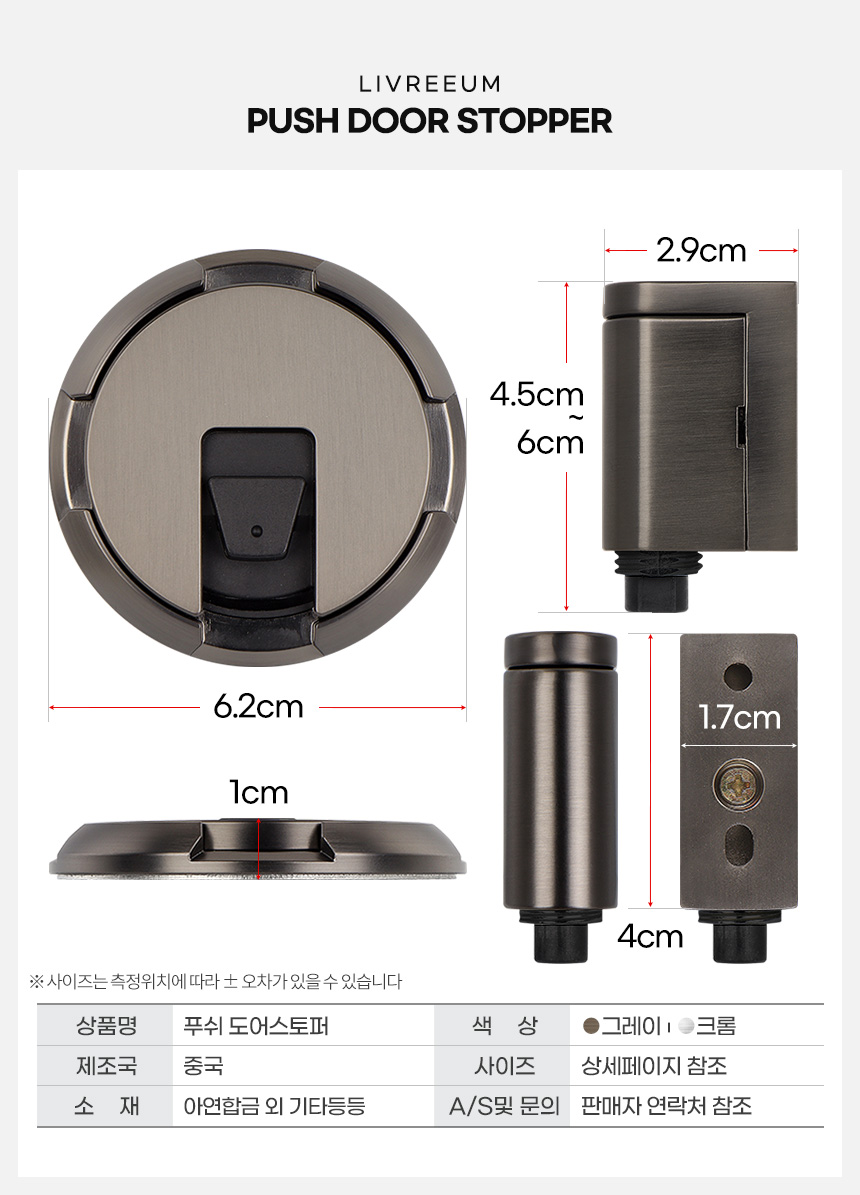 LIVREEUM
PUSH DOOR STOPPER
2.9cm
4.5cm
~
6cm
6.2cm
1.7cm
1cm
4cm
※ 사이즈는 측정위치에 따라 ± 오차가 있을 수 있습니다
상품명 푸쉬 도어스토퍼 색 상 그레이 I 크롬
제조국 중국 사이즈 상세페이지 참조
소 재 아연합금 외 기타등등 A/S및 문의 판매자 연락처 참조